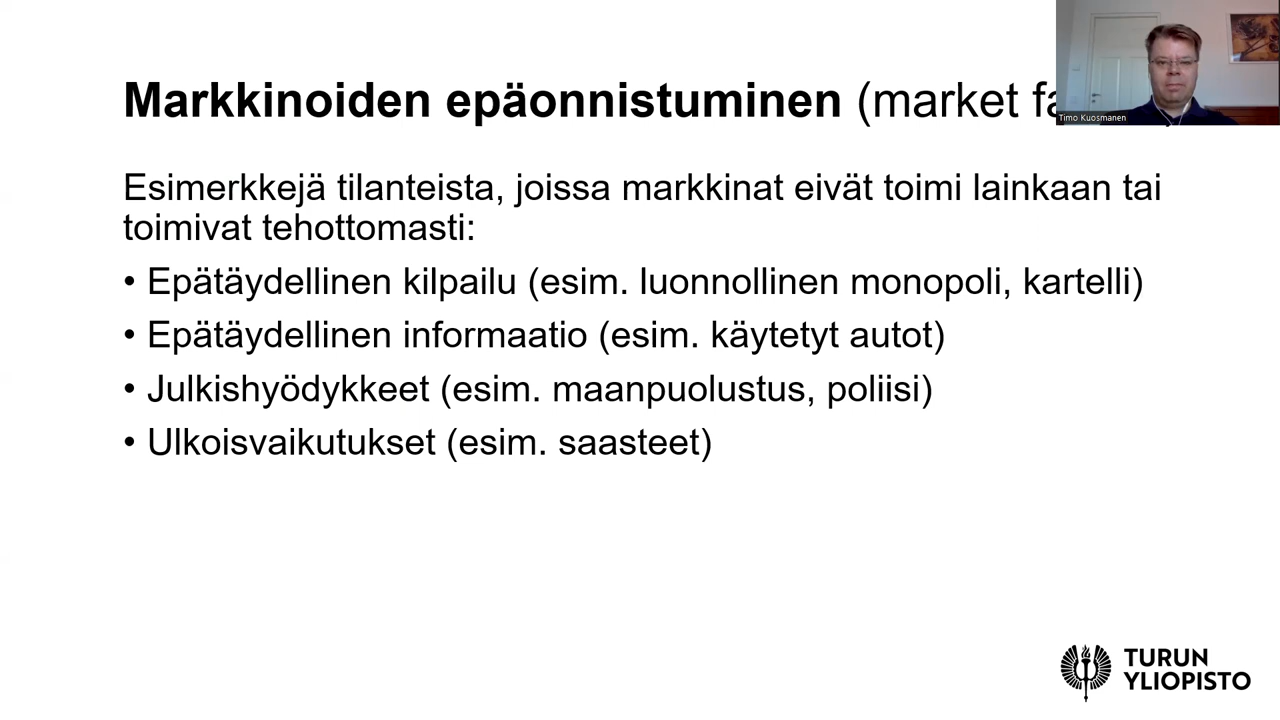 Markkinoiden epäonnistuminen (market
Timo Kuosmanen
Esimerkkejä tilanteista, joissa markkinat eivät toimi lainkaan tai
toimivat tehottomasti:
• Epätäydellinen kilpailu (esim. luonnollinen monopoli, kartelli)
• Epätäydellinen informaatio (esim. käytetyt autot)
• Julkishyödykkeet (esim. maanpuolustus, poliisi)
• Ulkoisvaikutukset (esim. saasteet)
TURUN
YLIOPISTO